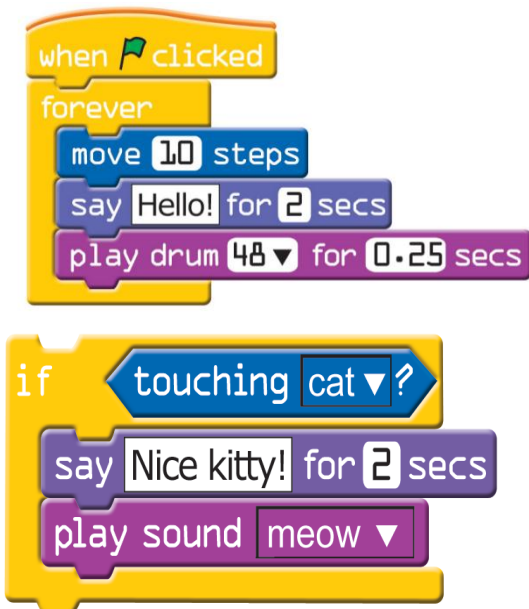 when clicked
forever
move 10 steps
say Hello! for 2 secs
play drum 48 for 0.25 secs
if touching cat ?
say Nice kitty! for 2 secs
play sound meow